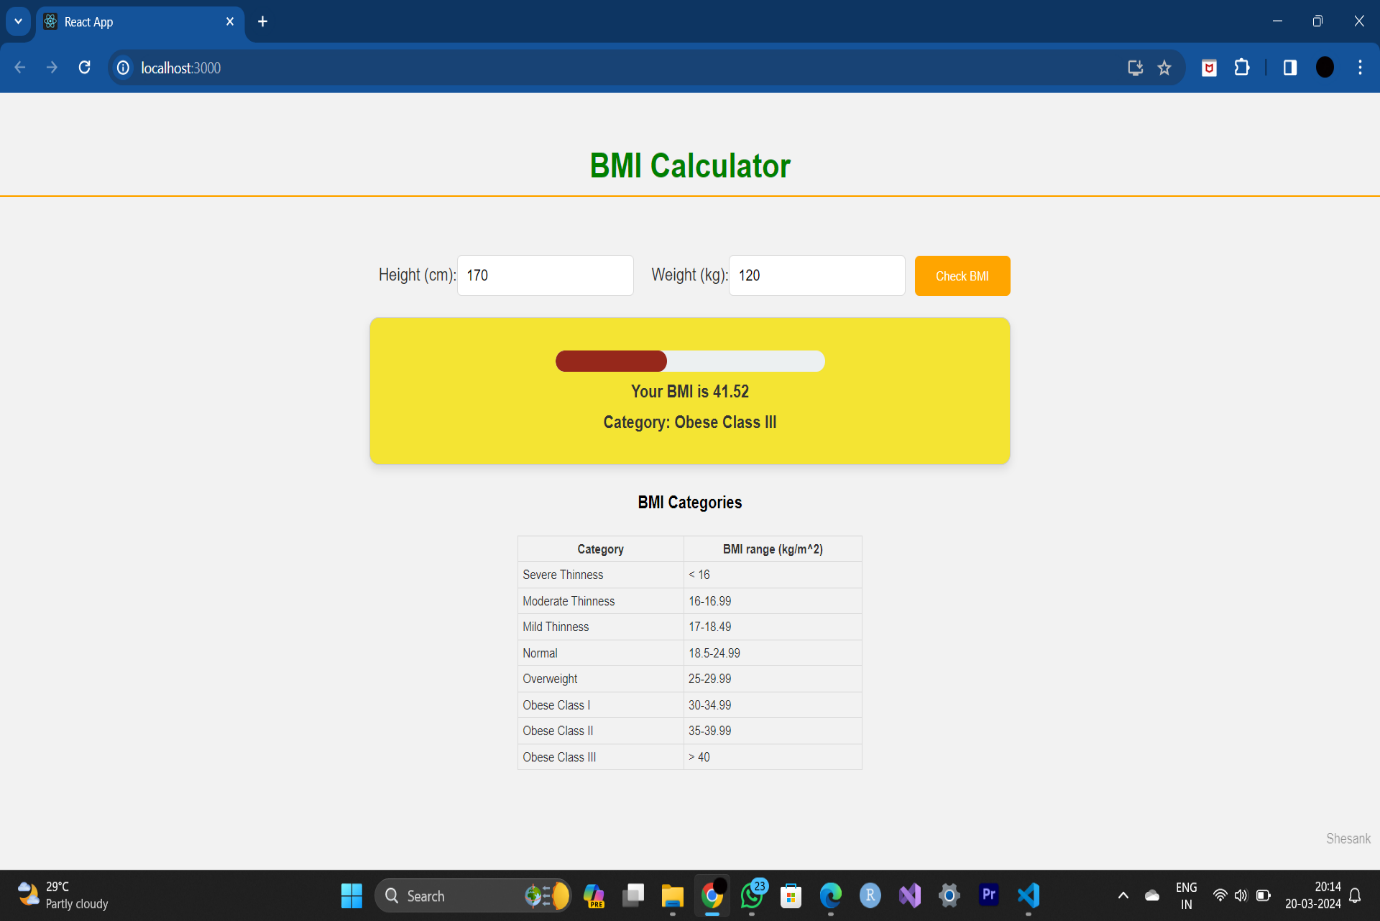 React App
localhost:3000
BMI Calculator
Height (cm): 170 Weight (kg): 120 Check BMI
Your BMI is 41.52
Category: Obese Class III
BMI Categories
Category BMI range (kg/m^2)
Severe Thinness < 16
Moderate Thinness 16-16.99
Mild Thinness 17-18.49
Normal 18.5-24.99
Overweight 25-29.99
Obese Class I 30-34.99
Obese Class II 35-39.99
Obese Class III > 40
Shesank
29°C
Partly cloudy
Search
PRE
23
R
Pr
ENG
IN
20:14
20-03-2024